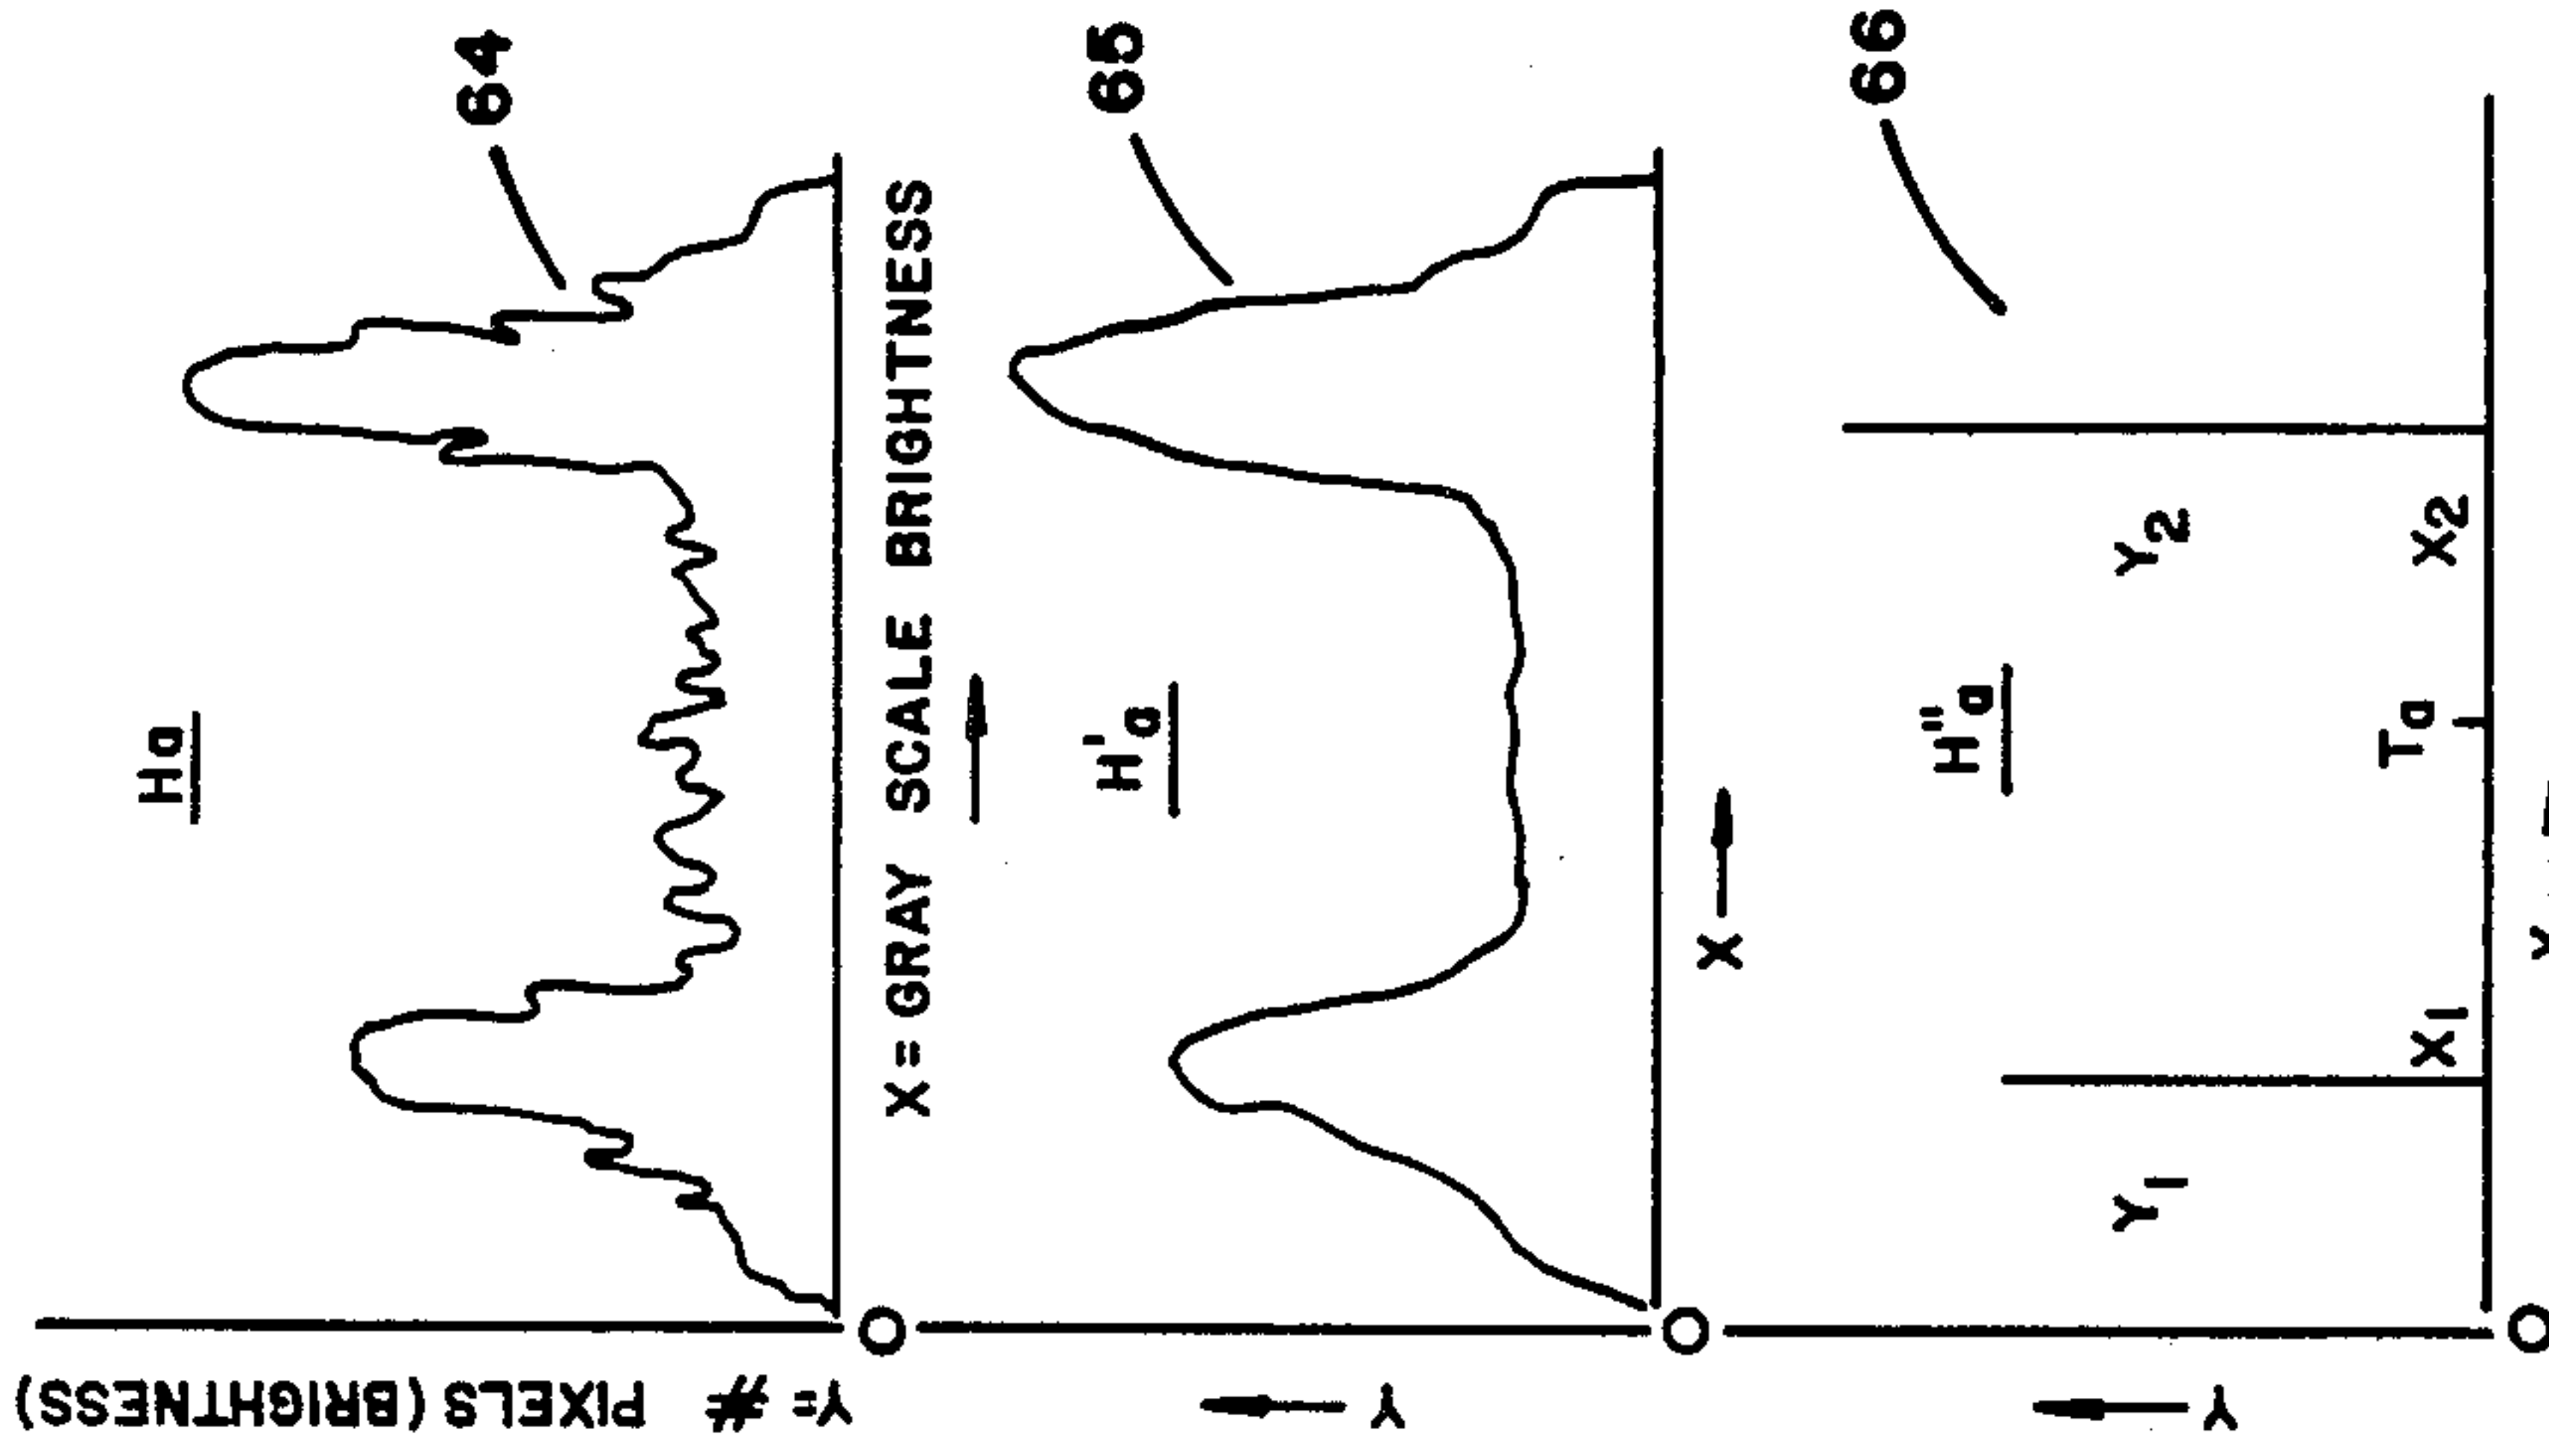 Ha
64
Y= # PIXELS (BRIGHTNESS)
O
X = GRAY SCALE BRIGHTNESS
H'a
65
Y
O
X
H"a
66
Y
Y1
Y2
X1
Ta
X2
O